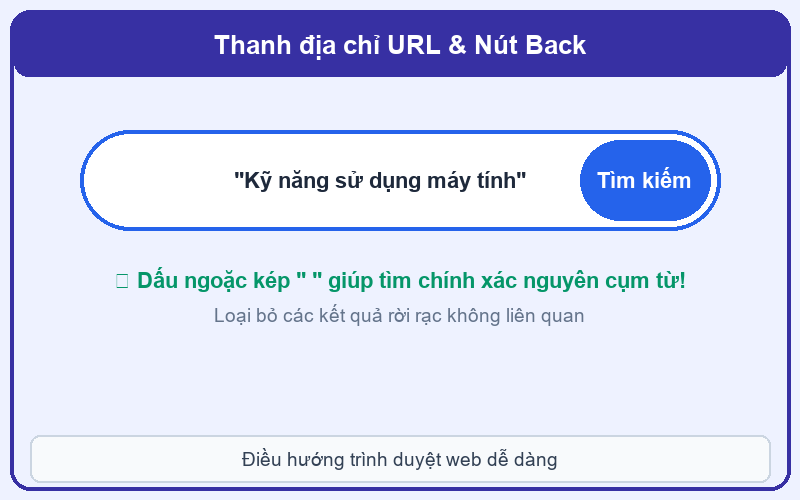 Thanh địa chỉ URL & Nút Back
"Kỹ năng sử dụng máy tính"
Tìm kiếm
Dấu ngoặc kép " " giúp tìm chính xác nguyên cụm từ!
Loại bỏ các kết quả rời rạc không liên quan
Điều hướng trình duyệt web dễ dàng